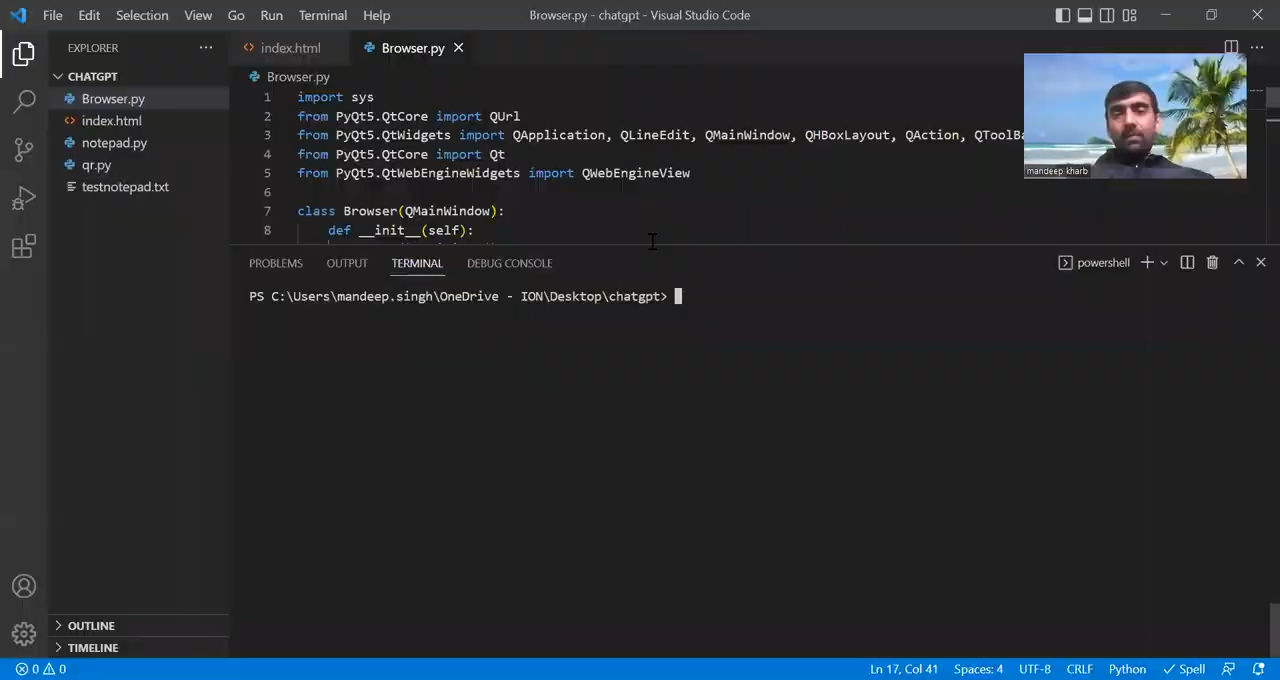 File Edit Selection View Go Run Terminal Help
Browser.py - chatgpt - Visual Studio Code
EXPLORER
CHATGPT
Browser.py
index.html
notepad.py
qr.py
testnotepad.txt
OUTLINE
TIMELINE
index.html
Browser.py
Browser.py
1 import sys
2 from PyQt5.QtCore import QUrl
3 from PyQt5.QtWidgets import QApplication, QLineEdit, QMainWindow, QHBoxLayout, QAction, QToolBa
4 from PyQt5.QtCore import Qt
5 from PyQt5.QtWebEngineWidgets import QWebEngineView
6
7 class Browser(QMainWindow):
8 def __init__(self):
mandeep kharb
PROBLEMS OUTPUT TERMINAL DEBUG CONSOLE
powershell
PS C:\Users\mandeep.singh\OneDrive - ION\Desktop\chatgpt>
0 0
Ln 17, Col 41 Spaces: 4 UTF-8 CRLF Python Spell